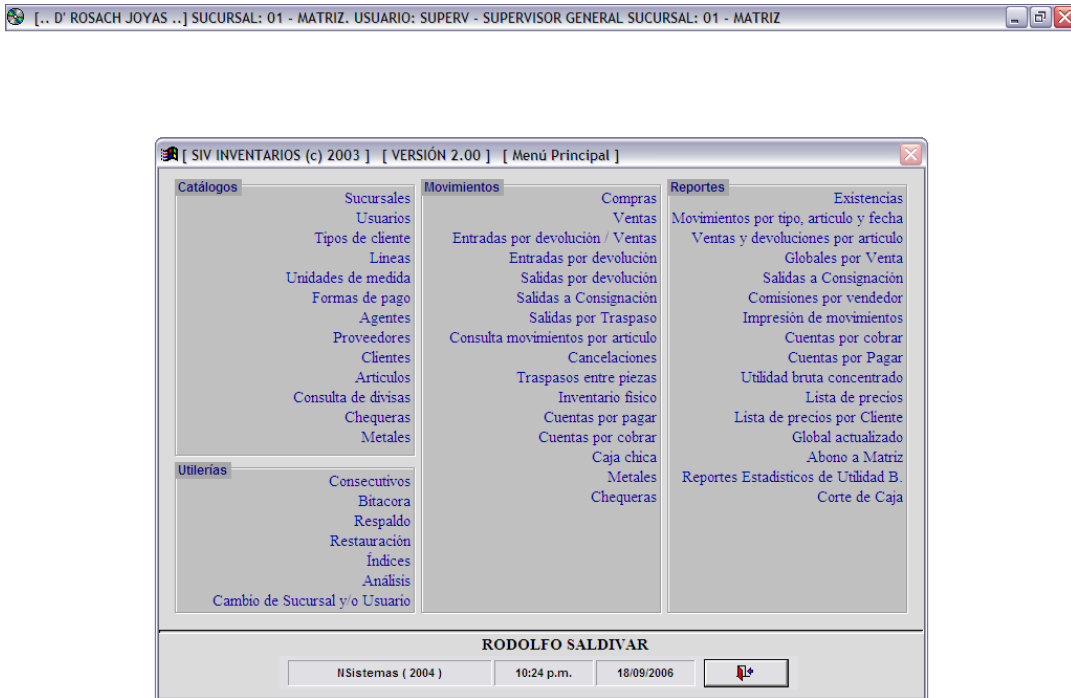 [.. D' ROSACH JOYAS ..] SUCURSAL: 01 - MATRIZ. USUARIO: SUPERV - SUPERVISOR GENERAL SUCURSAL: 01 - MATRIZ
[ SIV INVENTARIOS (c) 2003 ] [ VERSIÓN 2.00 ] [ Menú Principal ]
Catálogos
Sucursales
Usuarios
Tipos de cliente
Lineas
Unidades de medida
Formas de pago
Agentes
Proveedores
Clientes
Artículos
Consulta de divisas
Chequeras
Metales
Utilerías
Consecutivos
Bitacora
Respaldo
Restauración
Índices
Análisis
Cambio de Sucursal y/o Usuario
Movimientos
Compras
Ventas
Entradas por devolución / Ventas
Entradas por devolución
Salidas por devolución
Salidas a Consignación
Salidas por Traspaso
Consulta movimientos por artículo
Cancelaciones
Traspasos entre piezas
Inventario físico
Cuentas por pagar
Cuentas por cobrar
Caja chica
Metales
Chequeras
Reportes
Existencias
Movimientos por tipo, artículo y fecha
Ventas y devoluciones por artículo
Globales por Venta
Salidas a Consignación
Comisiones por vendedor
Impresión de movimientos
Cuentas por cobrar
Cuentas por Pagar
Utilidad bruta concentrado
Lista de precios
Lista de precios por Cliente
Global actualizado
Abono a Matriz
Reportes Estadísticos de Utilidad B.
Corte de Caja
RODOLFO SALDIVAR
NSistemas ( 2004 )
10:24 p.m.
18/09/2006